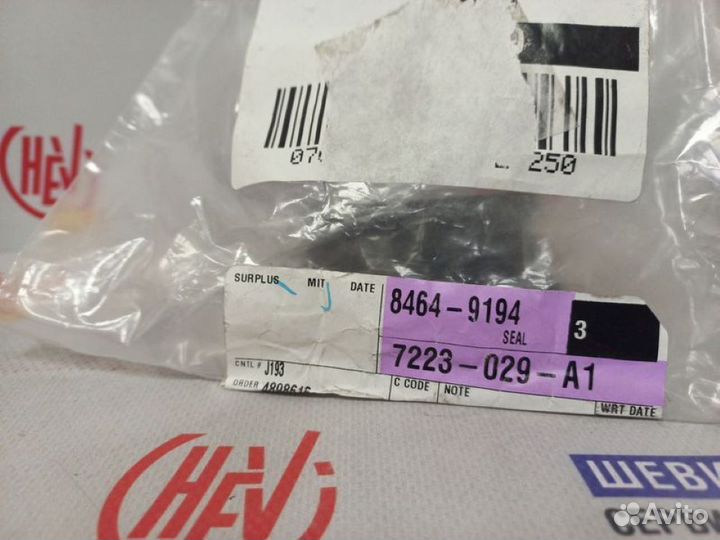 CHEVI
250
SURPLUS MIT DATE
8464-9194
SEAL
3
7223-029-A1
CNTL # J193
ORDER
C CODE NOTE
WRT DATE
CHEVI
ШЕВИ
Avito